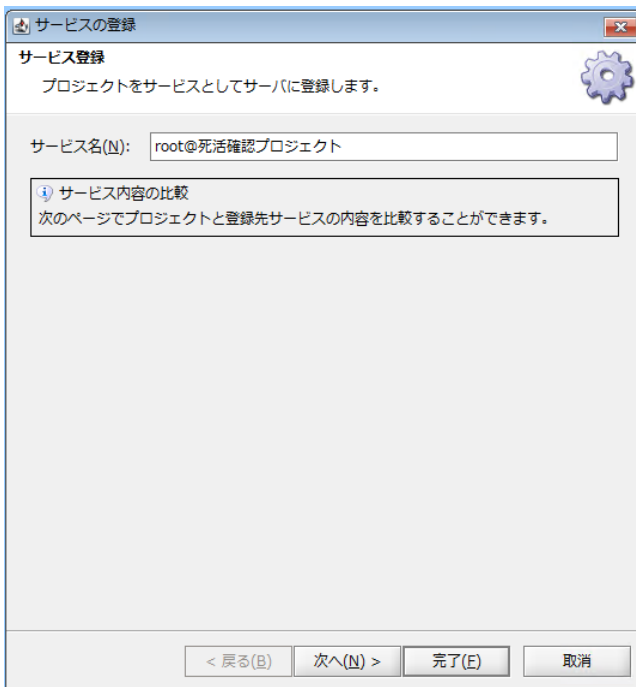 サービスの登録
サービス登録
プロジェクトをサービスとしてサーバに登録します。
サービス名(N): root@死活確認プロジェクト
サービス内容の比較
次のページでプロジェクトと登録先サービスの内容を比較することができます。
< 戻る(B) 次へ(N) > 完了(F) 取消